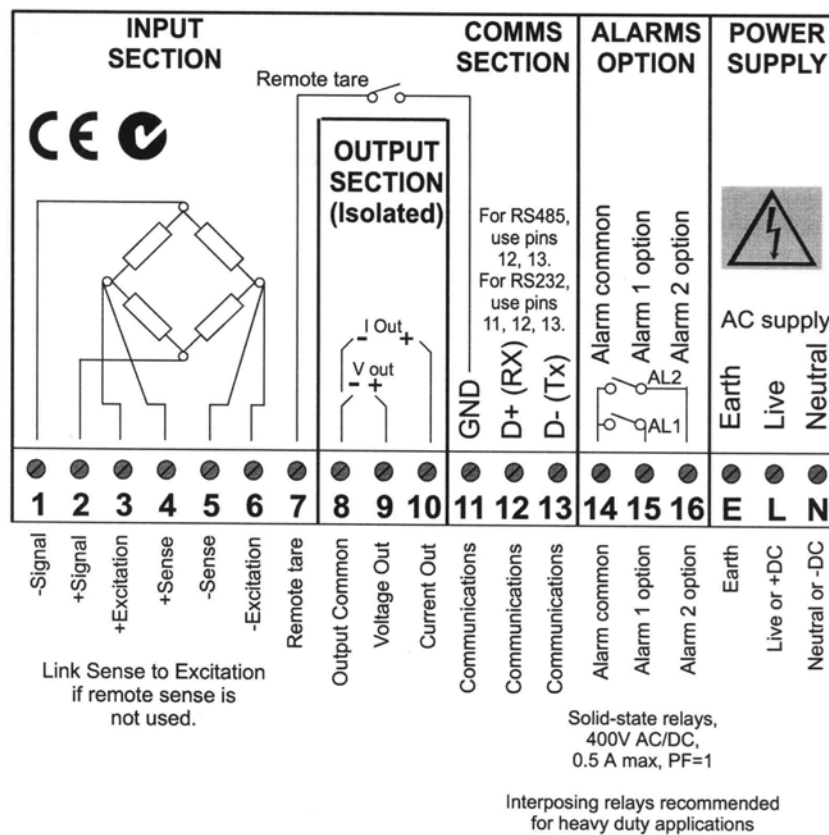 INPUT
SECTION
COMMS
SECTION
ALARMS
OPTION
POWER
SUPPLY
Remote tare
CE
OUTPUT
SECTION
(Isolated)
For RS485,
use pins
12, 13.
For RS232,
use pins
11, 12, 13.
- I Out +
- V out +
GND
D+ (RX)
D- (Tx)
Alarm common
Alarm 1 option
Alarm 2 option
AL2
AL1
AC supply
Earth
Live
Neutral
1 2 3 4 5 6 7 8 9 10 11 12 13 14 15 16 E L N
-Signal
+Signal
+Excitation
+Sense
-Sense
-Excitation
Remote tare
Output Common
Voltage Out
Current Out
Communications
Communications
Communications
Alarm common
Alarm 1 option
Alarm 2 option
Earth
Live or +DC
Neutral or -DC
Link Sense to Excitation
if remote sense is
not used.
Solid-state relays,
400V AC/DC,
0.5 A max, PF=1
Interposing relays recommended
for heavy duty applications